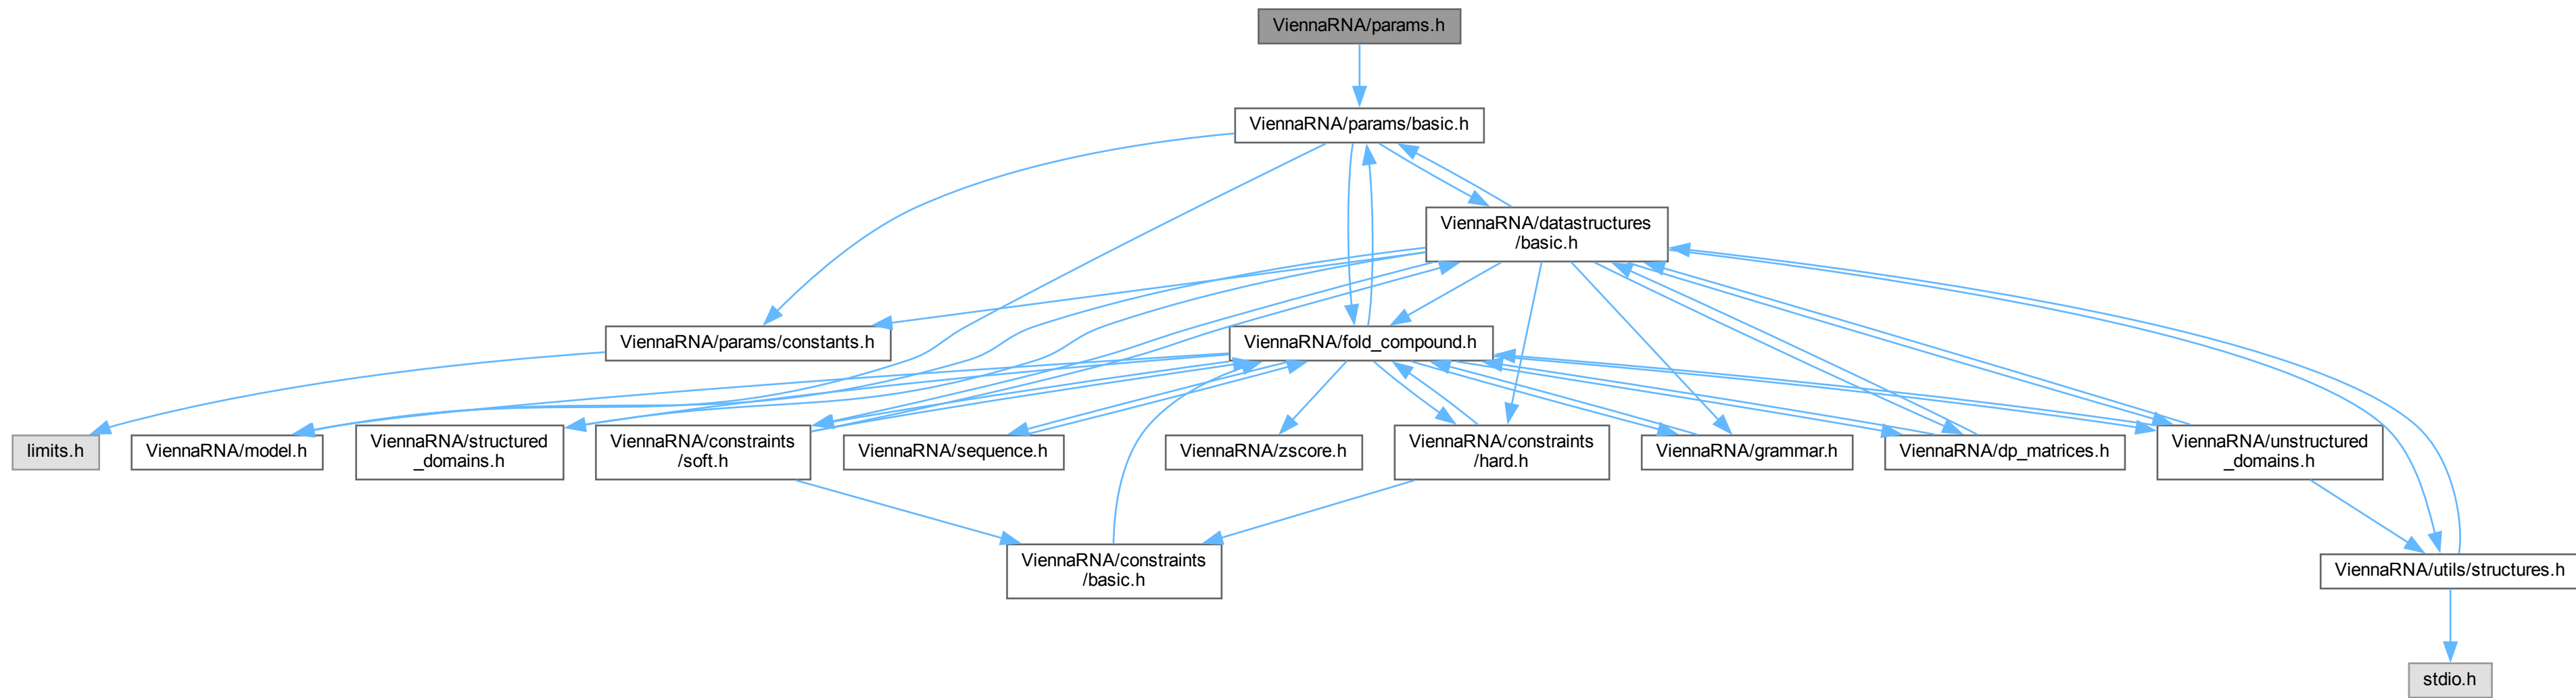 ViennaRNA/params.h
ViennaRNA/params/basic.h
ViennaRNA/datastructures
/basic.h
ViennaRNA/params/constants.h
ViennaRNA/fold_compound.h
limits.h
ViennaRNA/model.h
ViennaRNA/structured
_domains.h
ViennaRNA/constraints
/soft.h
ViennaRNA/sequence.h
ViennaRNA/zscore.h
ViennaRNA/constraints
/hard.h
ViennaRNA/grammar.h
ViennaRNA/dp_matrices.h
ViennaRNA/unstructured
_domains.h
ViennaRNA/constraints
/basic.h
ViennaRNA/utils/structures.h
stdio.h